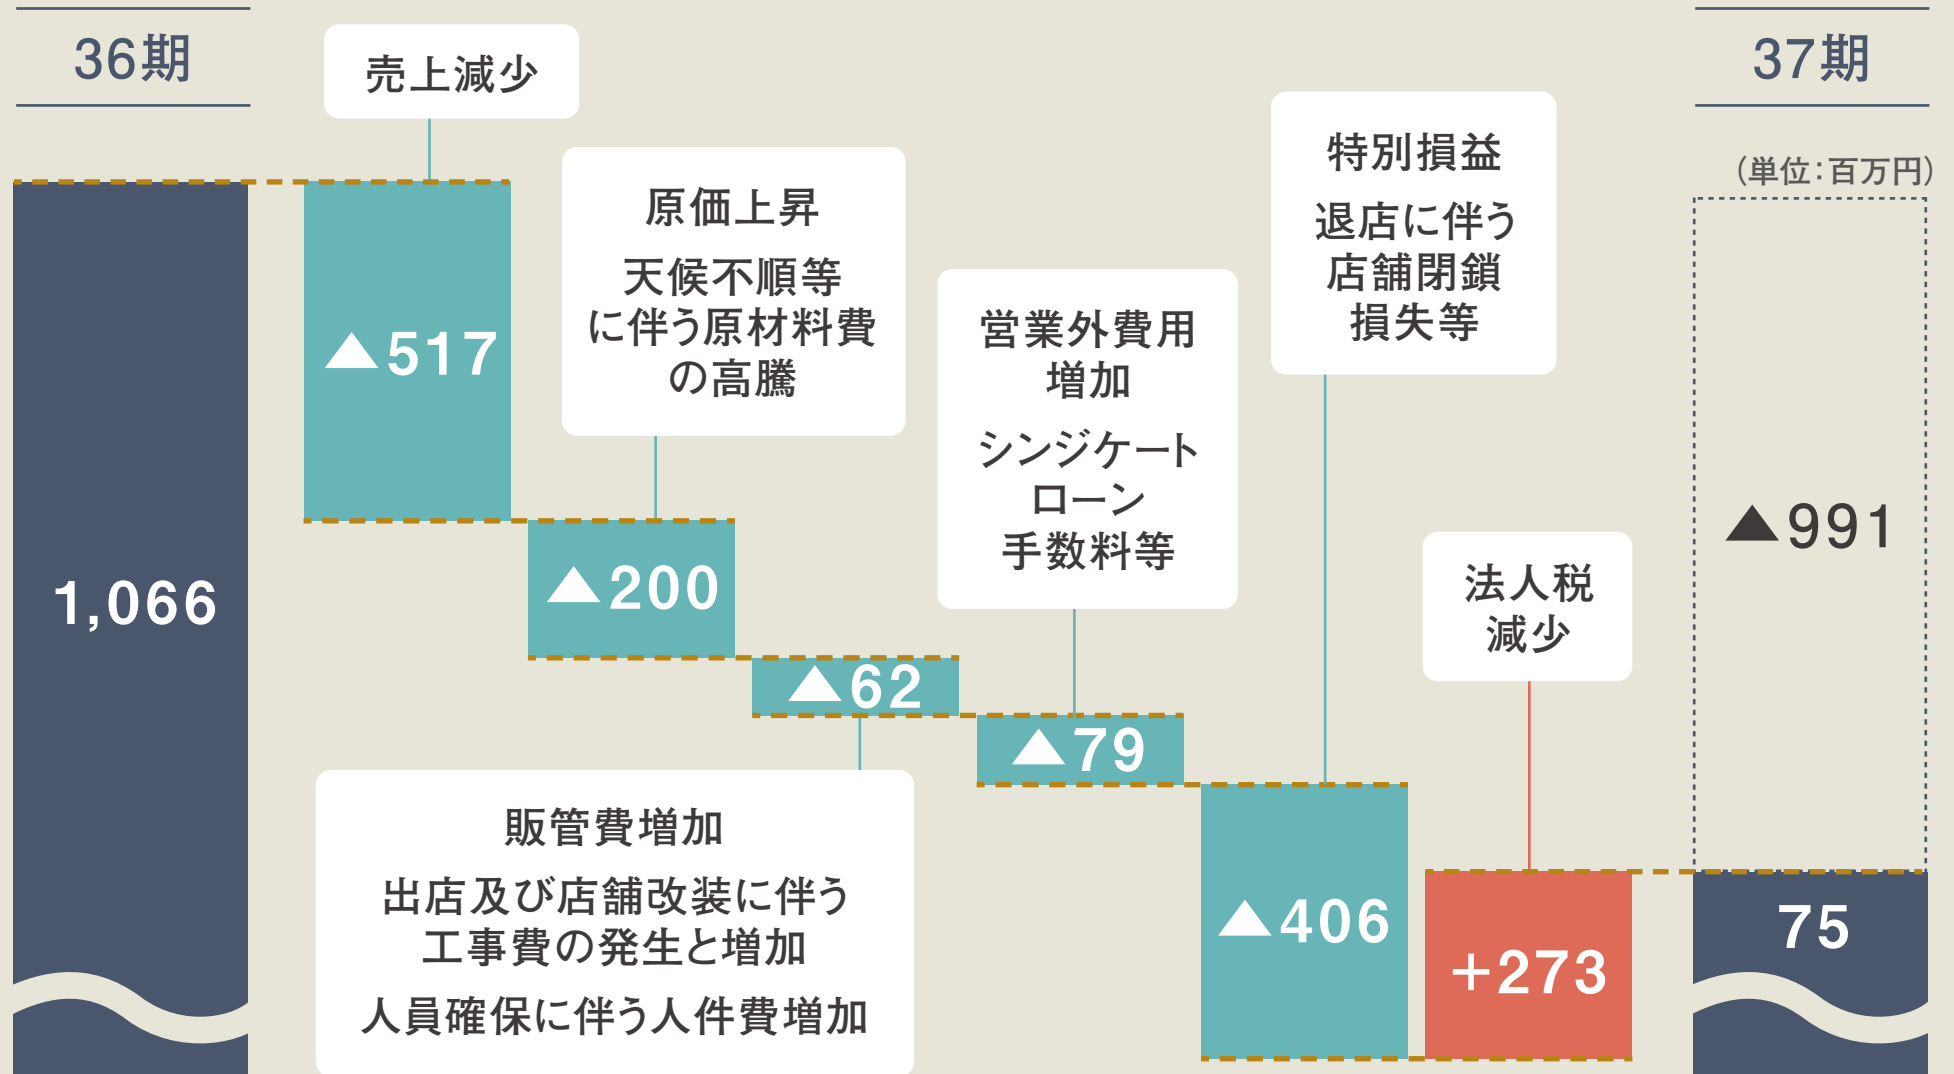 36期
1,066
売上減少
▲517
原価上昇
天候不順等
に伴う原材料費
の高騰
▲200
▲62
販管費増加
出店及び店舗改装に伴う
工事費の発生と増加
人員確保に伴う人件費増加
営業外費用
増加
シンジケート
ローン
手数料等
▲79
特別損益
退店に伴う
店舗閉鎖
損失等
▲406
法人税
減少
+273
37期
(単位:百万円)
▲991
75